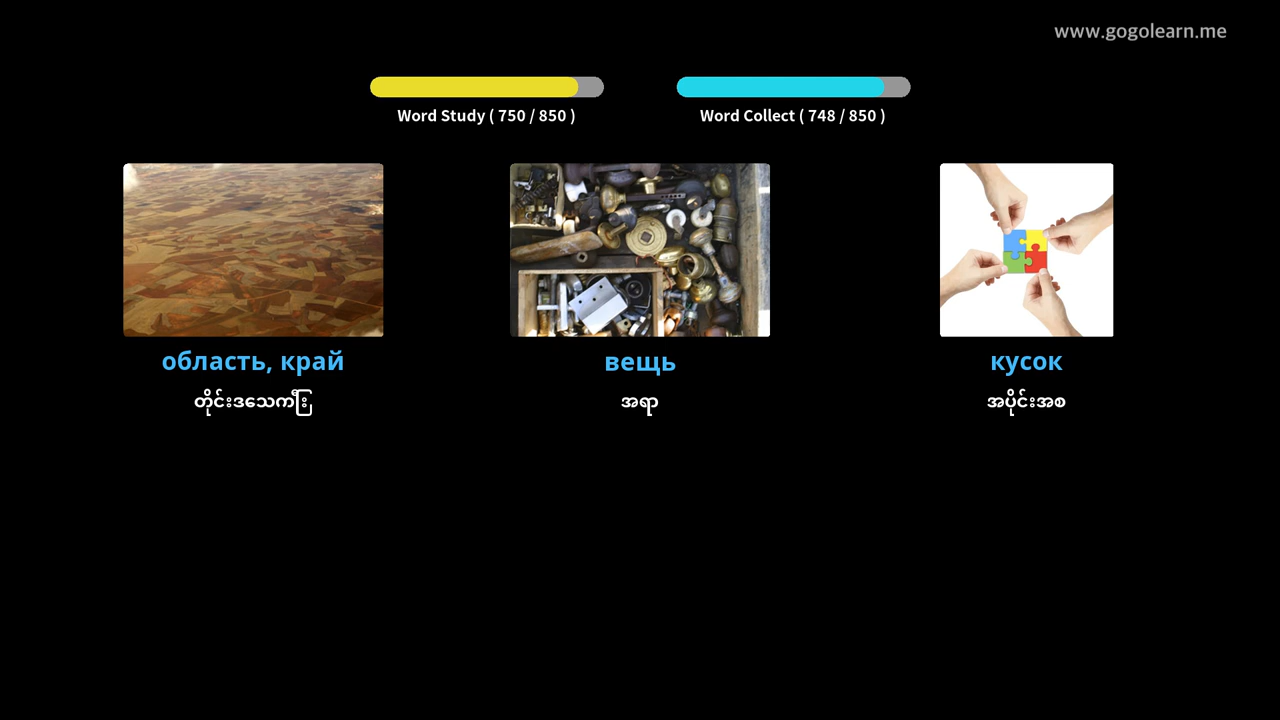 www.gogolearn.me
Word Study ( 750 / 850 )
Word Collect ( 748 / 850 )
область, край
вещь
кусок
တိုင်းဒသေကြီး
အရာ
အပိုင်းအစ